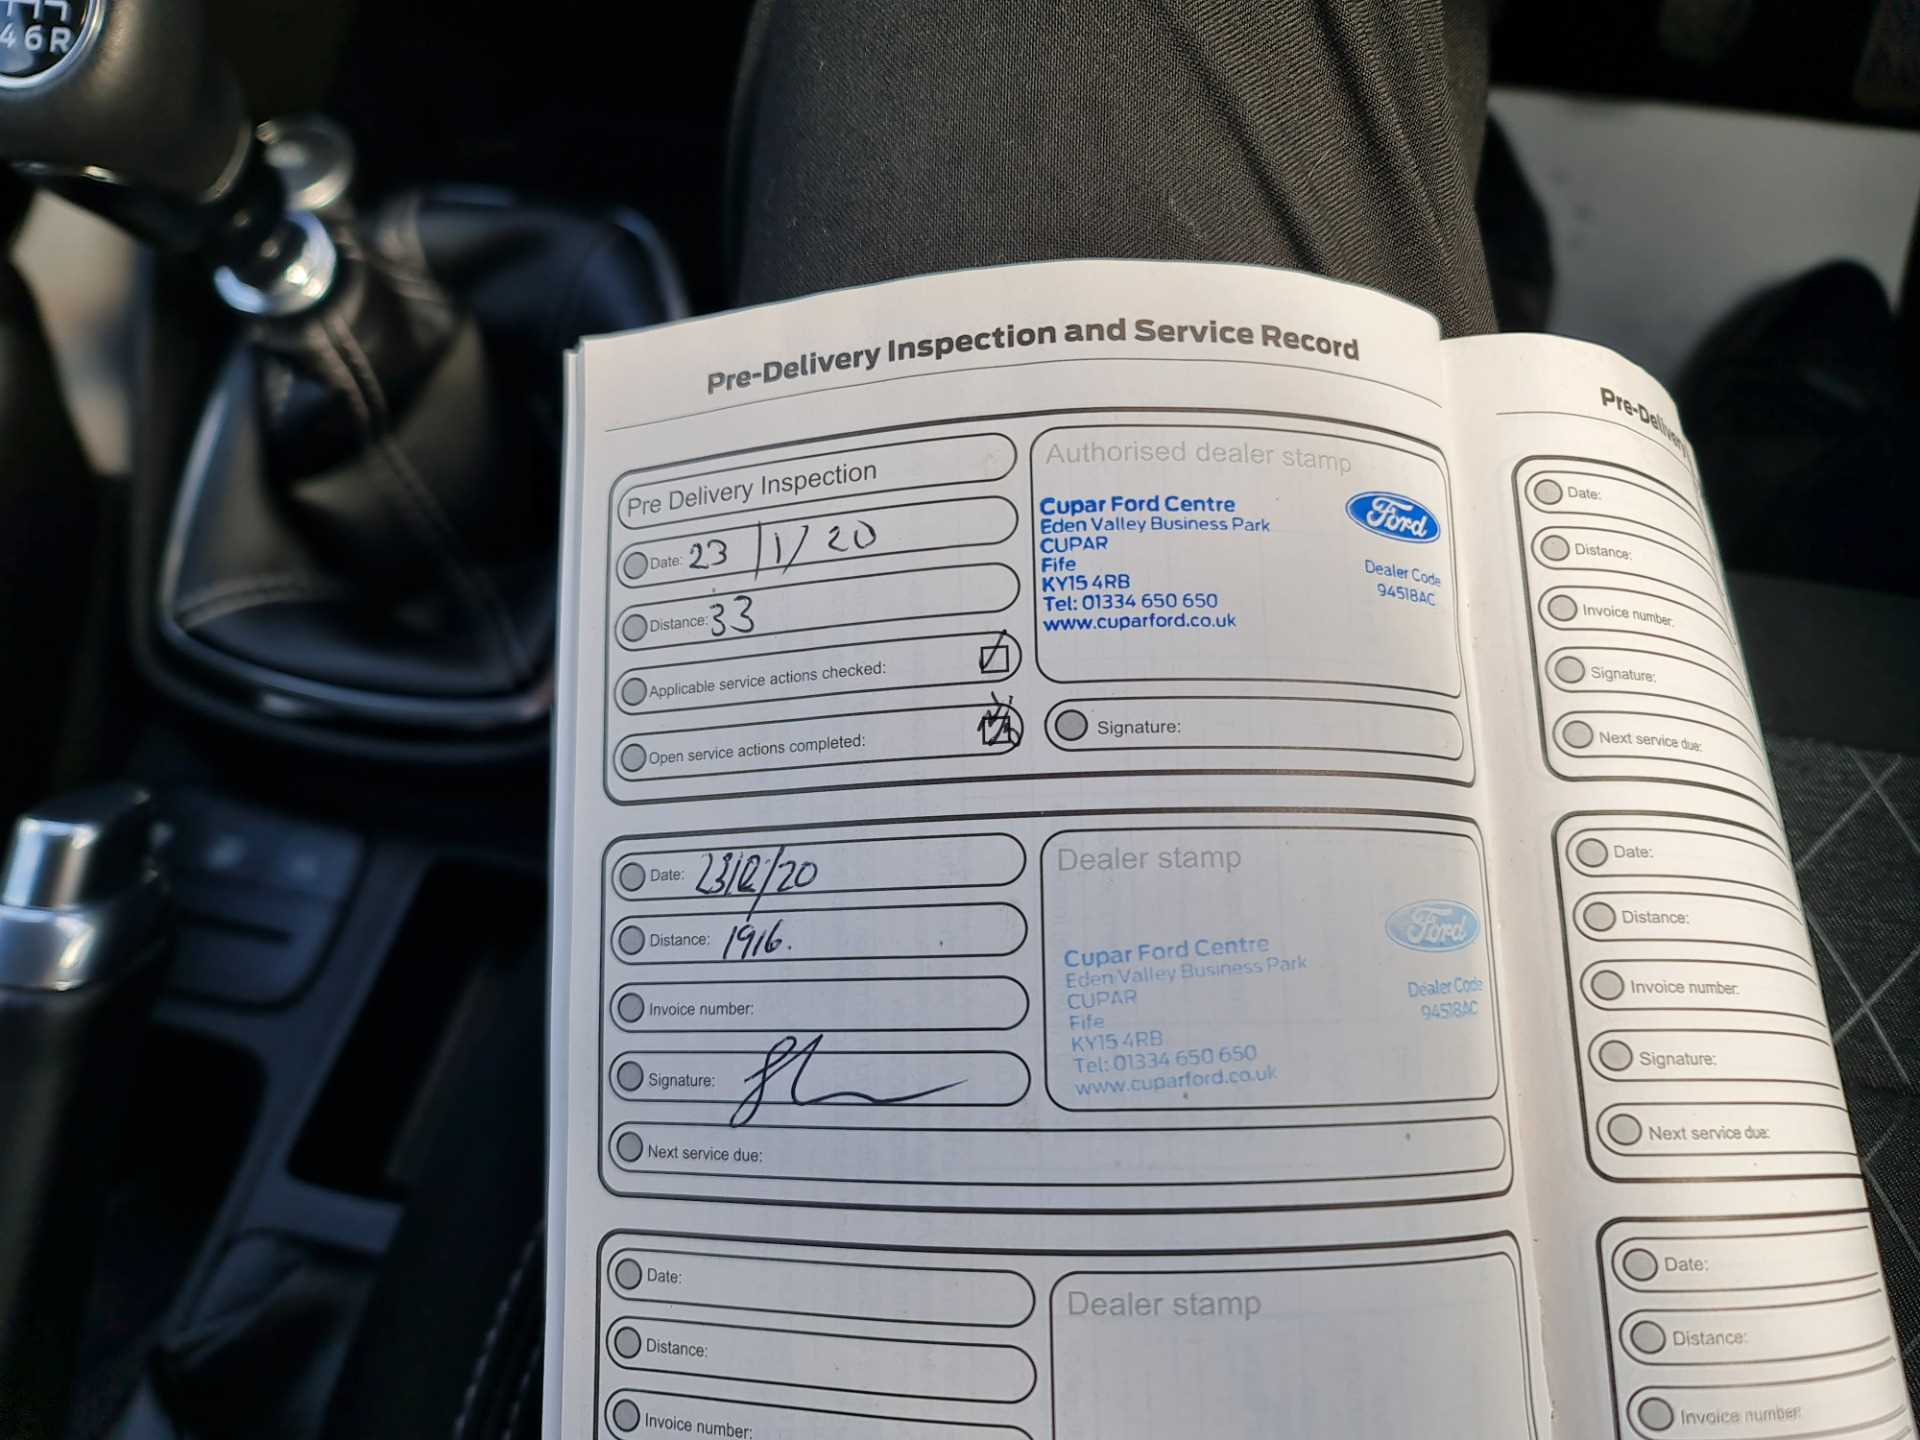 46R
Pre-Delivery Inspection and Service Record
Pre Delivery Inspection
Date: 23/1/20
Distance: 33
Applicable service actions checked:
Open service actions completed:
Authorised dealer stamp
Cupar Ford Centre
Eden Valley Business Park
CUPAR
Fife
KY15 4RB
Tel: 01334 650 650
www.cuparford.co.uk
Ford
Dealer Code
94518AC
Signature:
Date: 23/12/20
Distance: 1916.
Invoice number:
Signature:
Next service due:
Dealer stamp
Cupar Ford Centre
Eden Valley Business Park
CUPAR
Fife
KY15 4RB
Tel: 01334 650 650
www.cuparford.co.uk
Ford
Dealer Code
94518AC
Date:
Distance:
Invoice number:
Dealer stamp
Pre-Delivery
Date:
Distance:
Invoice number:
Signature:
Next service due:
Date:
Distance:
Invoice number:
Signature:
Next service due:
Date:
Distance:
Invoice number: